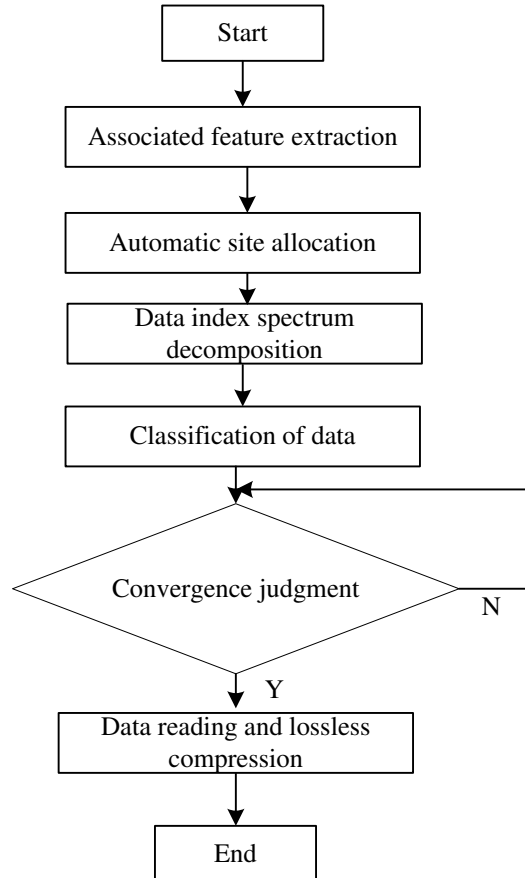 Start
Associated feature extraction
Automatic site allocation
Data index spectrum
decomposition
Classification of data
Convergence judgment
N
Y
Data reading and lossless
compression
End